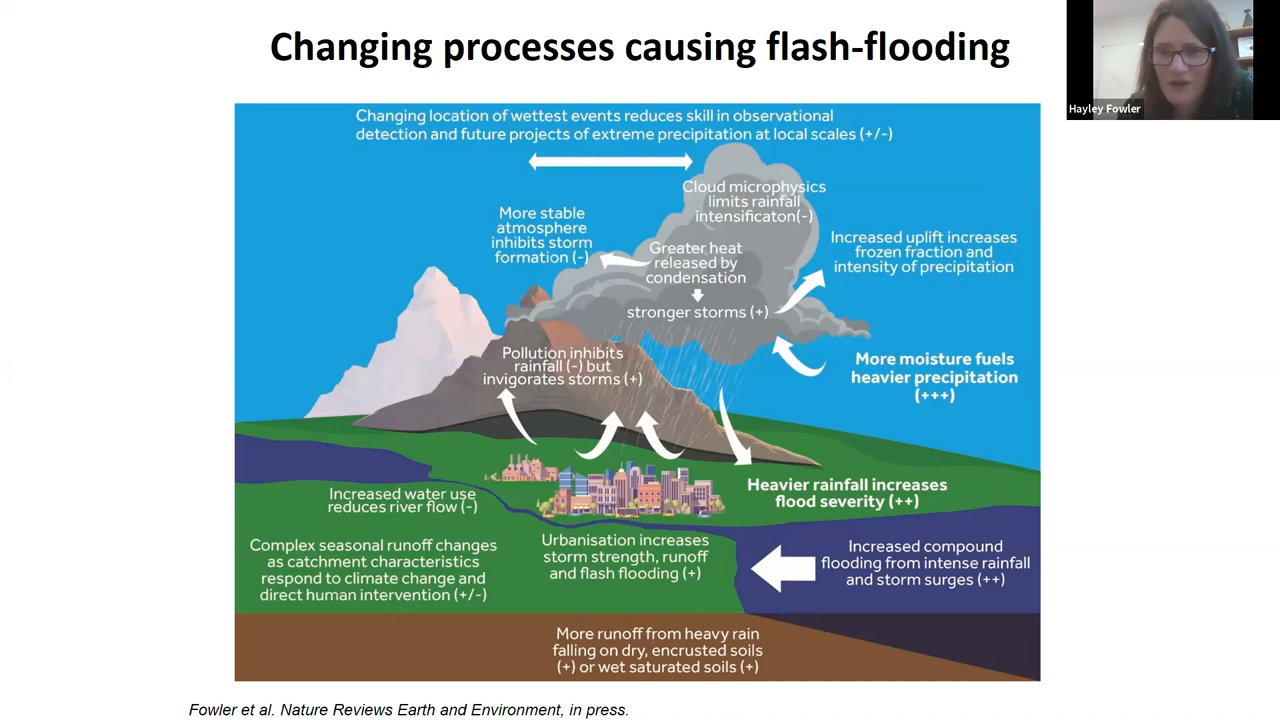 Changing processes causing flash-flooding
Hayley Fowler
Changing location of wettest events reduces skill in observational
detection and future projects of extreme precipitation at local scales (+/-)
Cloud microphysics
limits rainfall
intensificaton(-)
More stable
atmosphere
inhibits storm
formation (-)
Greater heat
released by
condensation
stronger storms (+)
Increased uplift increases
frozen fraction and
intensity of precipitation
Pollution inhibits
rainfall (-) but
invigorates storms (+)
More moisture fuels
heavier precipitation
(+++)
Heavier rainfall increases
flood severity (++)
Increased water use
reduces river flow (-)
Complex seasonal runoff changes
as catchment characteristics
respond to climate change and
direct human intervention (+/-)
Urbanisation increases
storm strength, runoff
and flash flooding (+)
Increased compound
flooding from intense rainfall
and storm surges (++)
More runoff from heavy rain
falling on dry, encrusted soils
(+) or wet saturated soils (+)
Fowler et al. Nature Reviews Earth and Environment, in press.